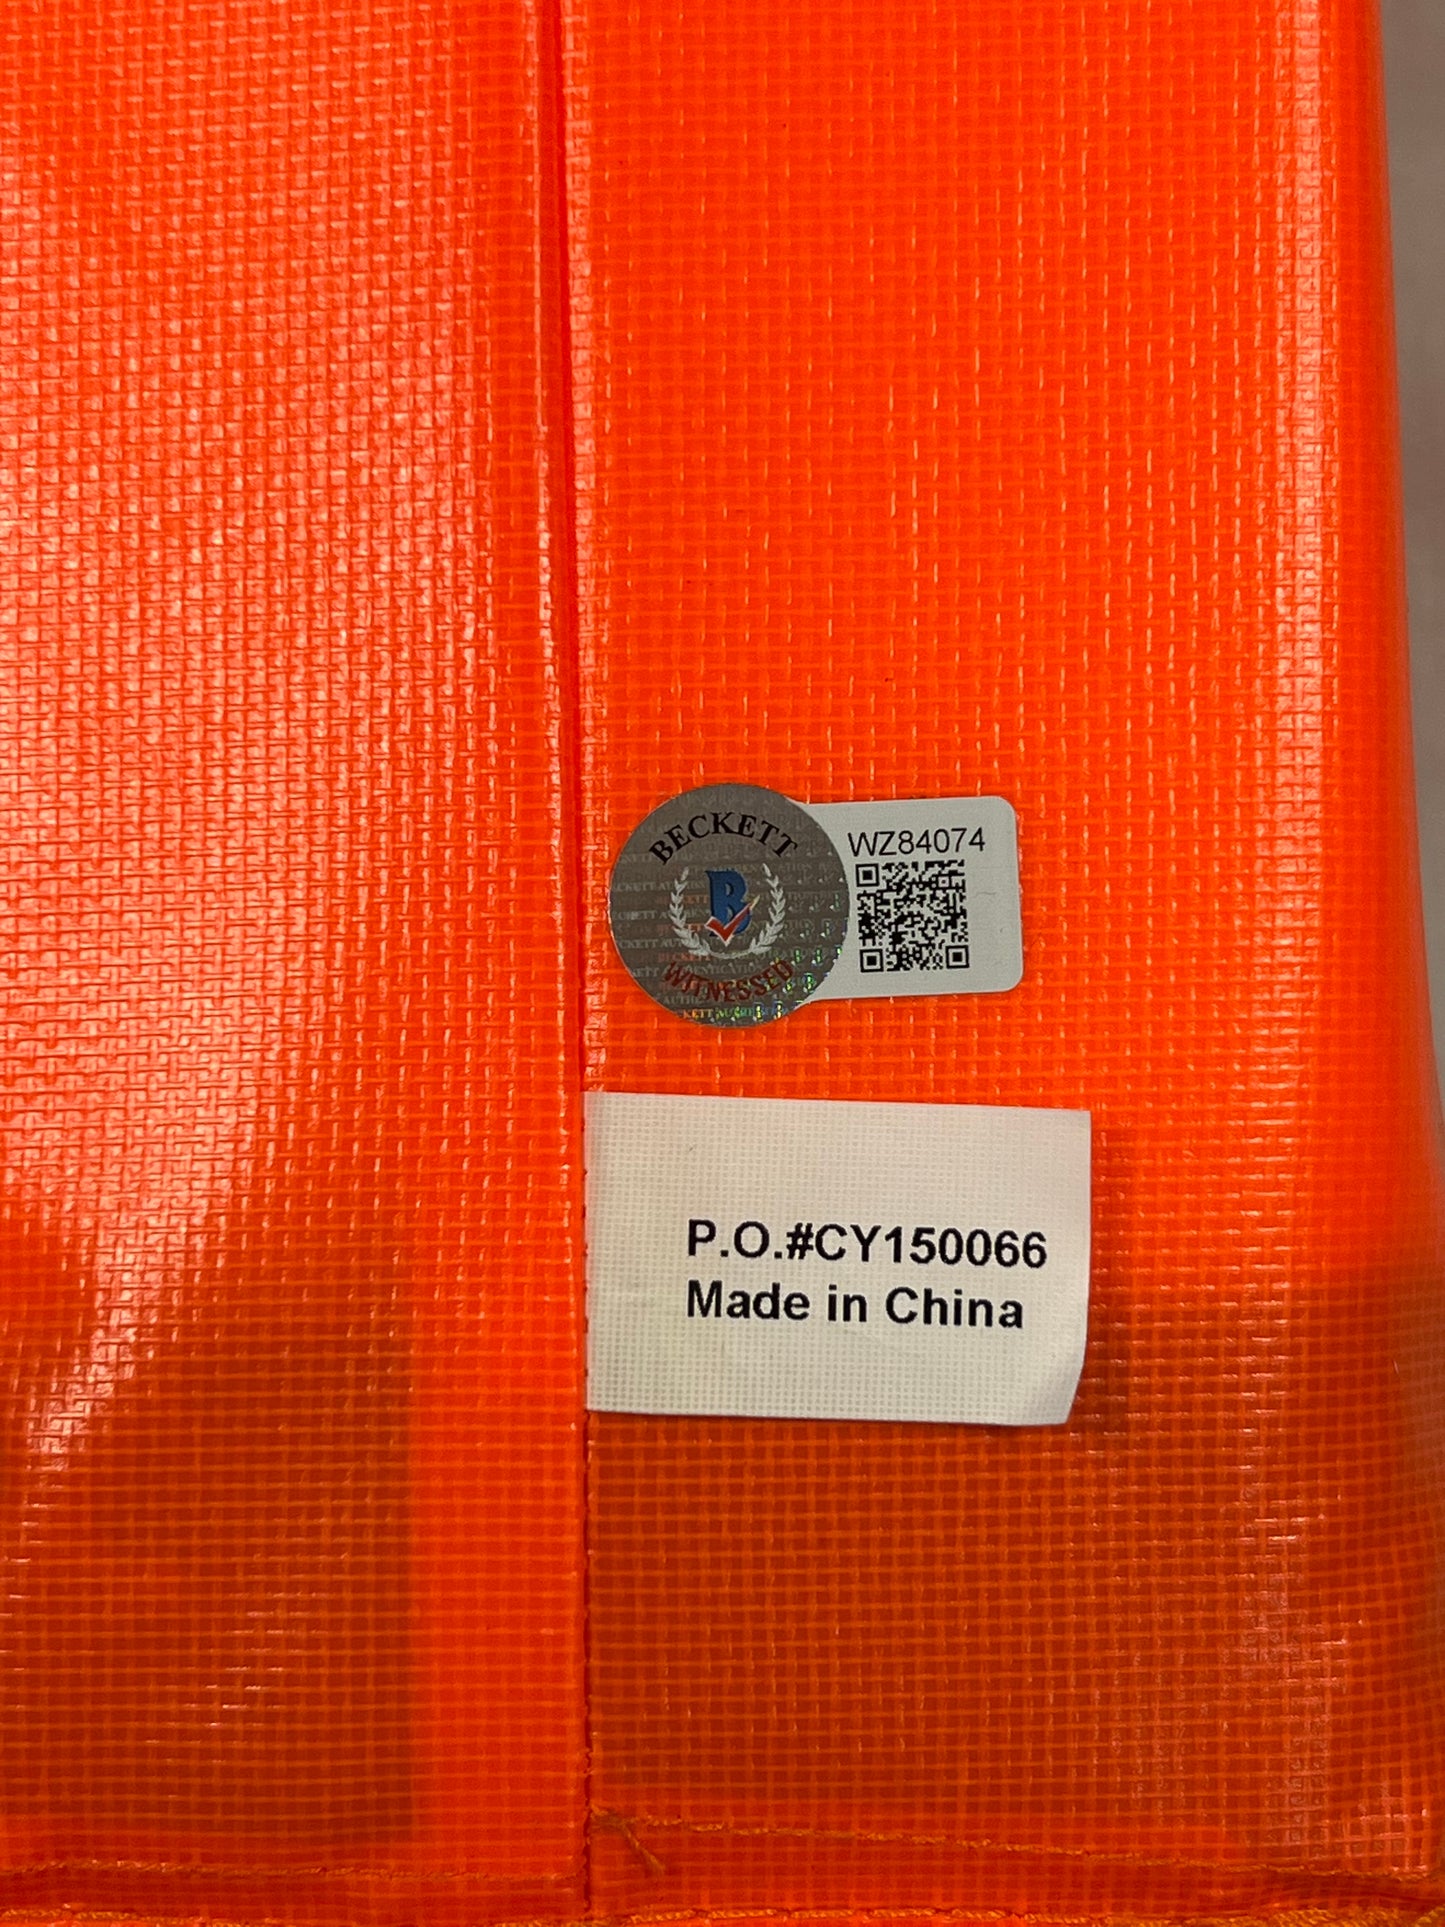 BECKETT
B
WITNESSED
WZ84074
P.O.#CY150066
Made in China